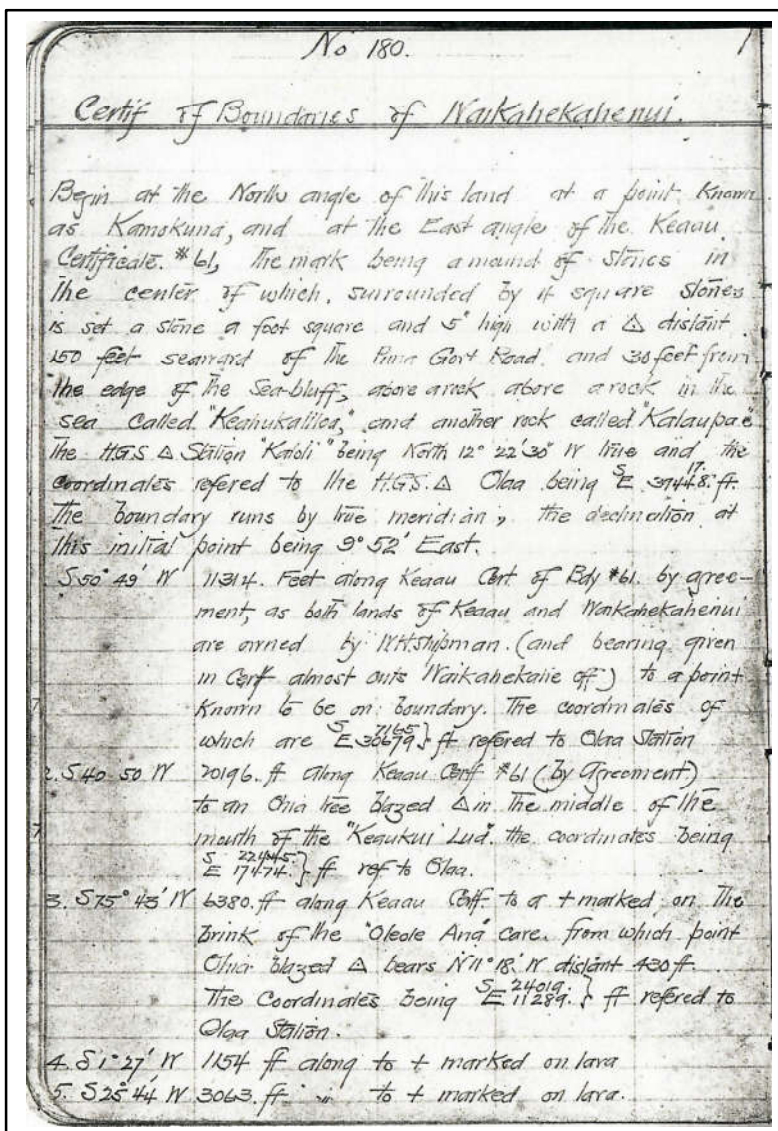 No 180.
Certif of Boundaries of Waikahekahenui.
Begin at the North angle of this land at a point known
as Kamokuna, and at the East angle of the Keaau
Certificate. #61, the mark being a mound of stones in
the center of which, surrounded by 4 square stones
is set a stone a foot square and 5" high with a △ distant
150 feet seaward of the Puna Govt Road. and 30 feet from
the edge of the Sea-bluff, above a rock above a rock in the
sea called "Keahukaliloa," and another rock called "Kalaupae"
the H.G.S △ Station "Kaloli" being North 12° 22' 30" W true and the
coordinates refered to the H.G.S. △ Olaa being S 17. E 39448. ft.
The boundary runs by true meridian, the declination at
this initial point being 9° 52' East.
S 50° 49' W 11314. Feet along Keaau Cert. of Bdy #61. by agree-
ment, as both lands of Keaau and Waikahekahenui
are owned by W.H. Shipman. (and bearing given
in Cerf almost cuts Waikahekahe off) to a point
known to be on boundary. The coordinates of
which are S 7165 E 30679 } ft refered to Olaa Station
2. S 40° 50 W 20196. ft along Keaau Cerf #61 (by Agreement)
to an Ohia tree blazed △ in the middle of the
mouth of the "Keaukui Lua". the coordinates being
S 22445. E 17474. } ft ref to Olaa.
3. S 75° 43' W 6380. ft along Keaau Cerf. to a + marked on the
brink of the "Oleole Ana" cave. from which point
Ohia blazed △ bears N 11° 18'. W distant 430 ft.
The Coordinates being S 24019. E 11289. } ft refered to
Olaa Station.
4. S 1° 27' W 1154 ft along to + marked on lava
5. S 25° 44' W 3063. ft " to + marked on lava.